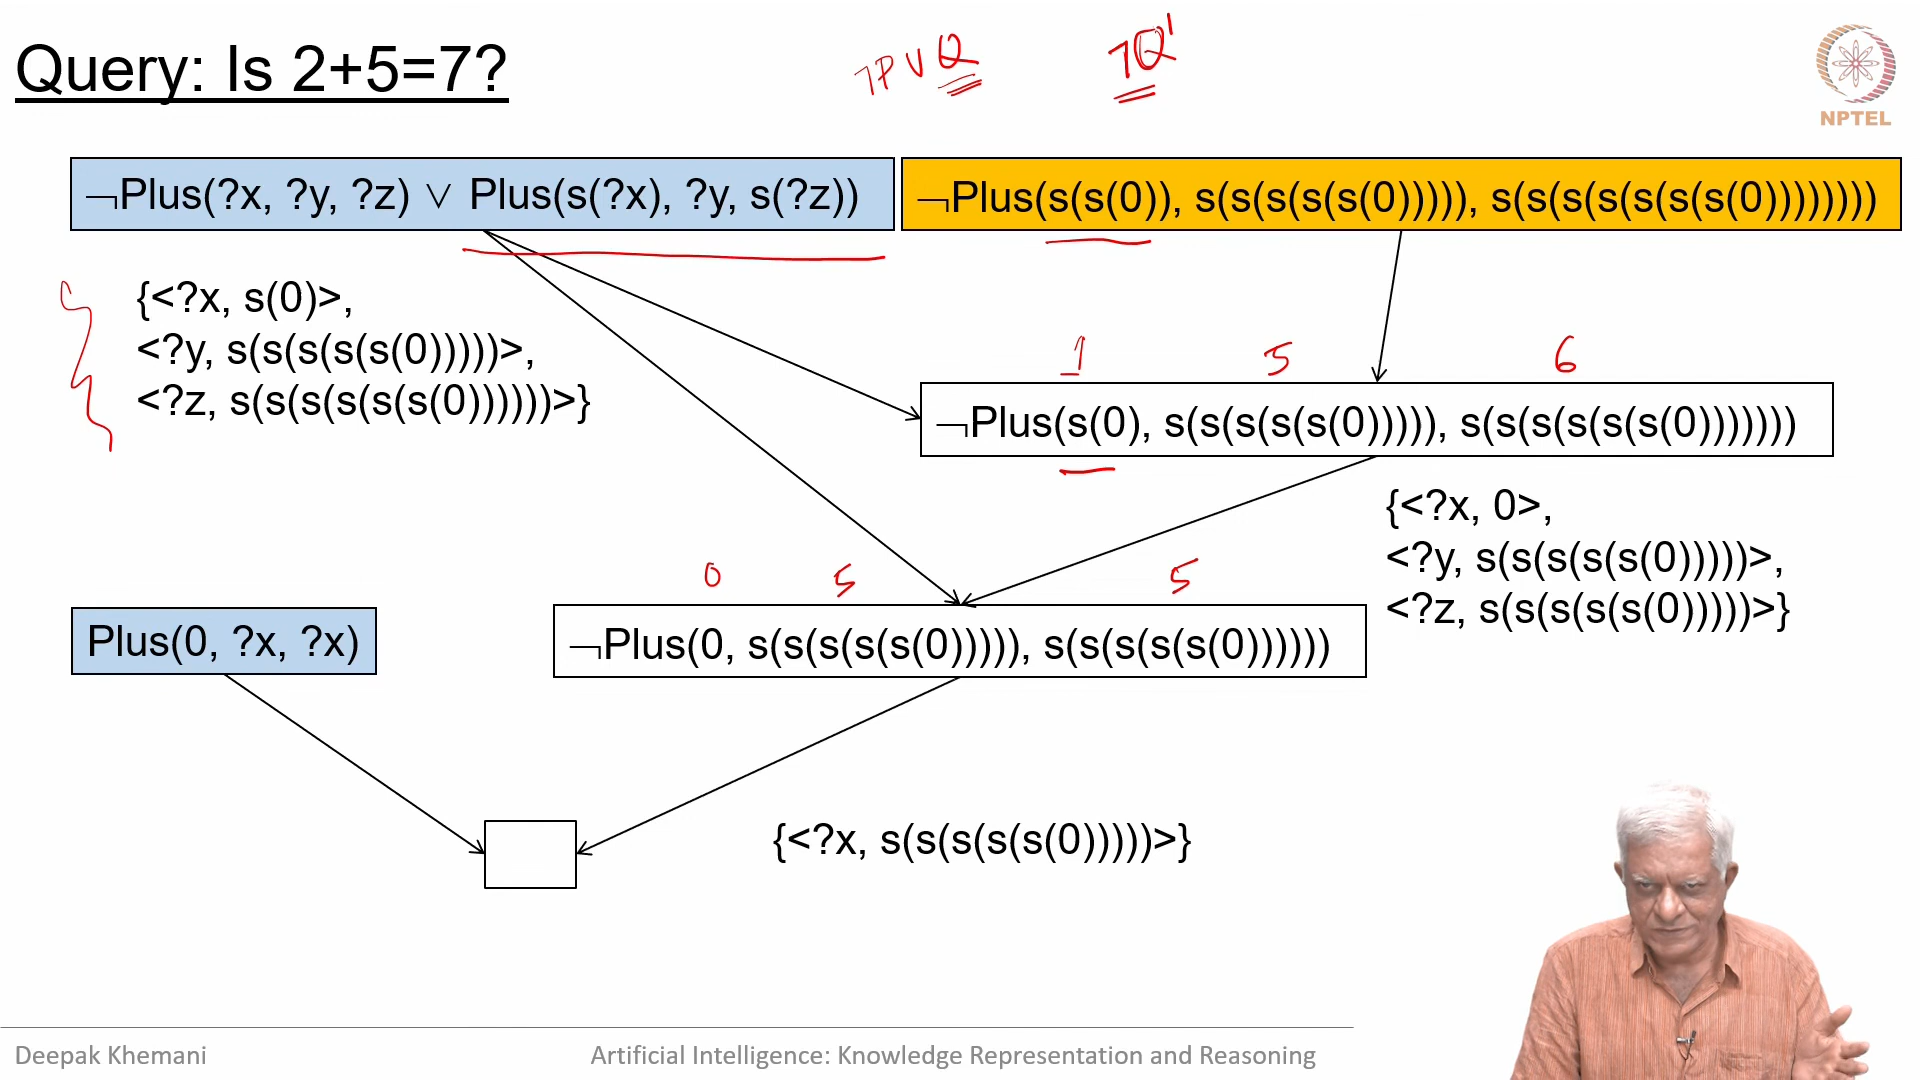 Query: Is 2+5=7?
¬P ∨ Q
¬Q'
NPTEL
¬Plus(?x, ?y, ?z) ∨ Plus(s(?x), ?y, s(?z))
¬Plus(s(s(0)), s(s(s(s(s(0))))), s(s(s(s(s(s(s(0))))))))
{<?x, s(0)>,
<?y, s(s(s(s(s(0)))))>,
<?z, s(s(s(s(s(s(0))))))>}
1 5 6
¬Plus(s(0), s(s(s(s(s(0))))), s(s(s(s(s(s(0)))))))
{<?x, 0>,
<?y, s(s(s(s(s(0)))))>,
<?z, s(s(s(s(s(0)))))>}
0 5 5
Plus(0, ?x, ?x)
¬Plus(0, s(s(s(s(s(0))))), s(s(s(s(s(0))))))
{<?x, s(s(s(s(s(0)))))>}
Deepak Khemani
Artificial Intelligence: Knowledge Representation and Reasoning